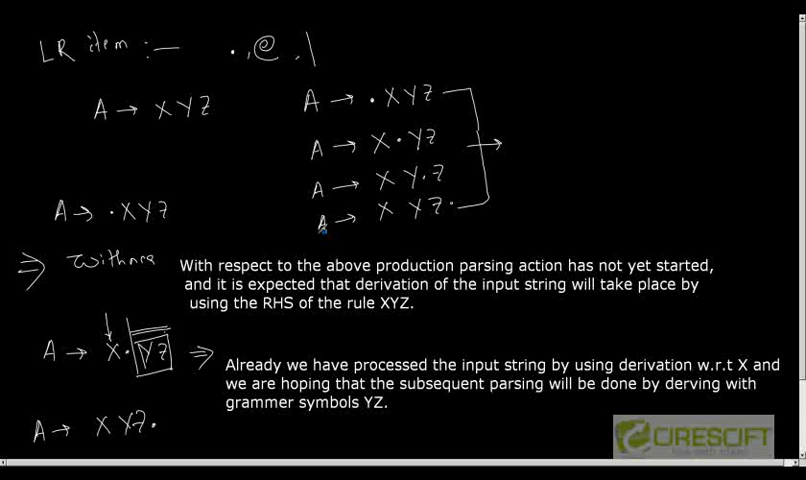 LR item :— ., @ , |
A → XYZ
A → .XYZ
A → X.YZ
A → XY.Z
A → XYZ.
A → .XYZ
⇒
With respect to the above production parsing action has not yet started,
and it is expected that derivation of the input string will take place by
using the RHS of the rule XYZ.
A → X.YZ ⇒
Already we have processed the input string by using derivation w.r.t X and
we are hoping that the subsequent parsing will be done by derving with
grammer symbols YZ.
A → XYZ.
CIRESCIFT